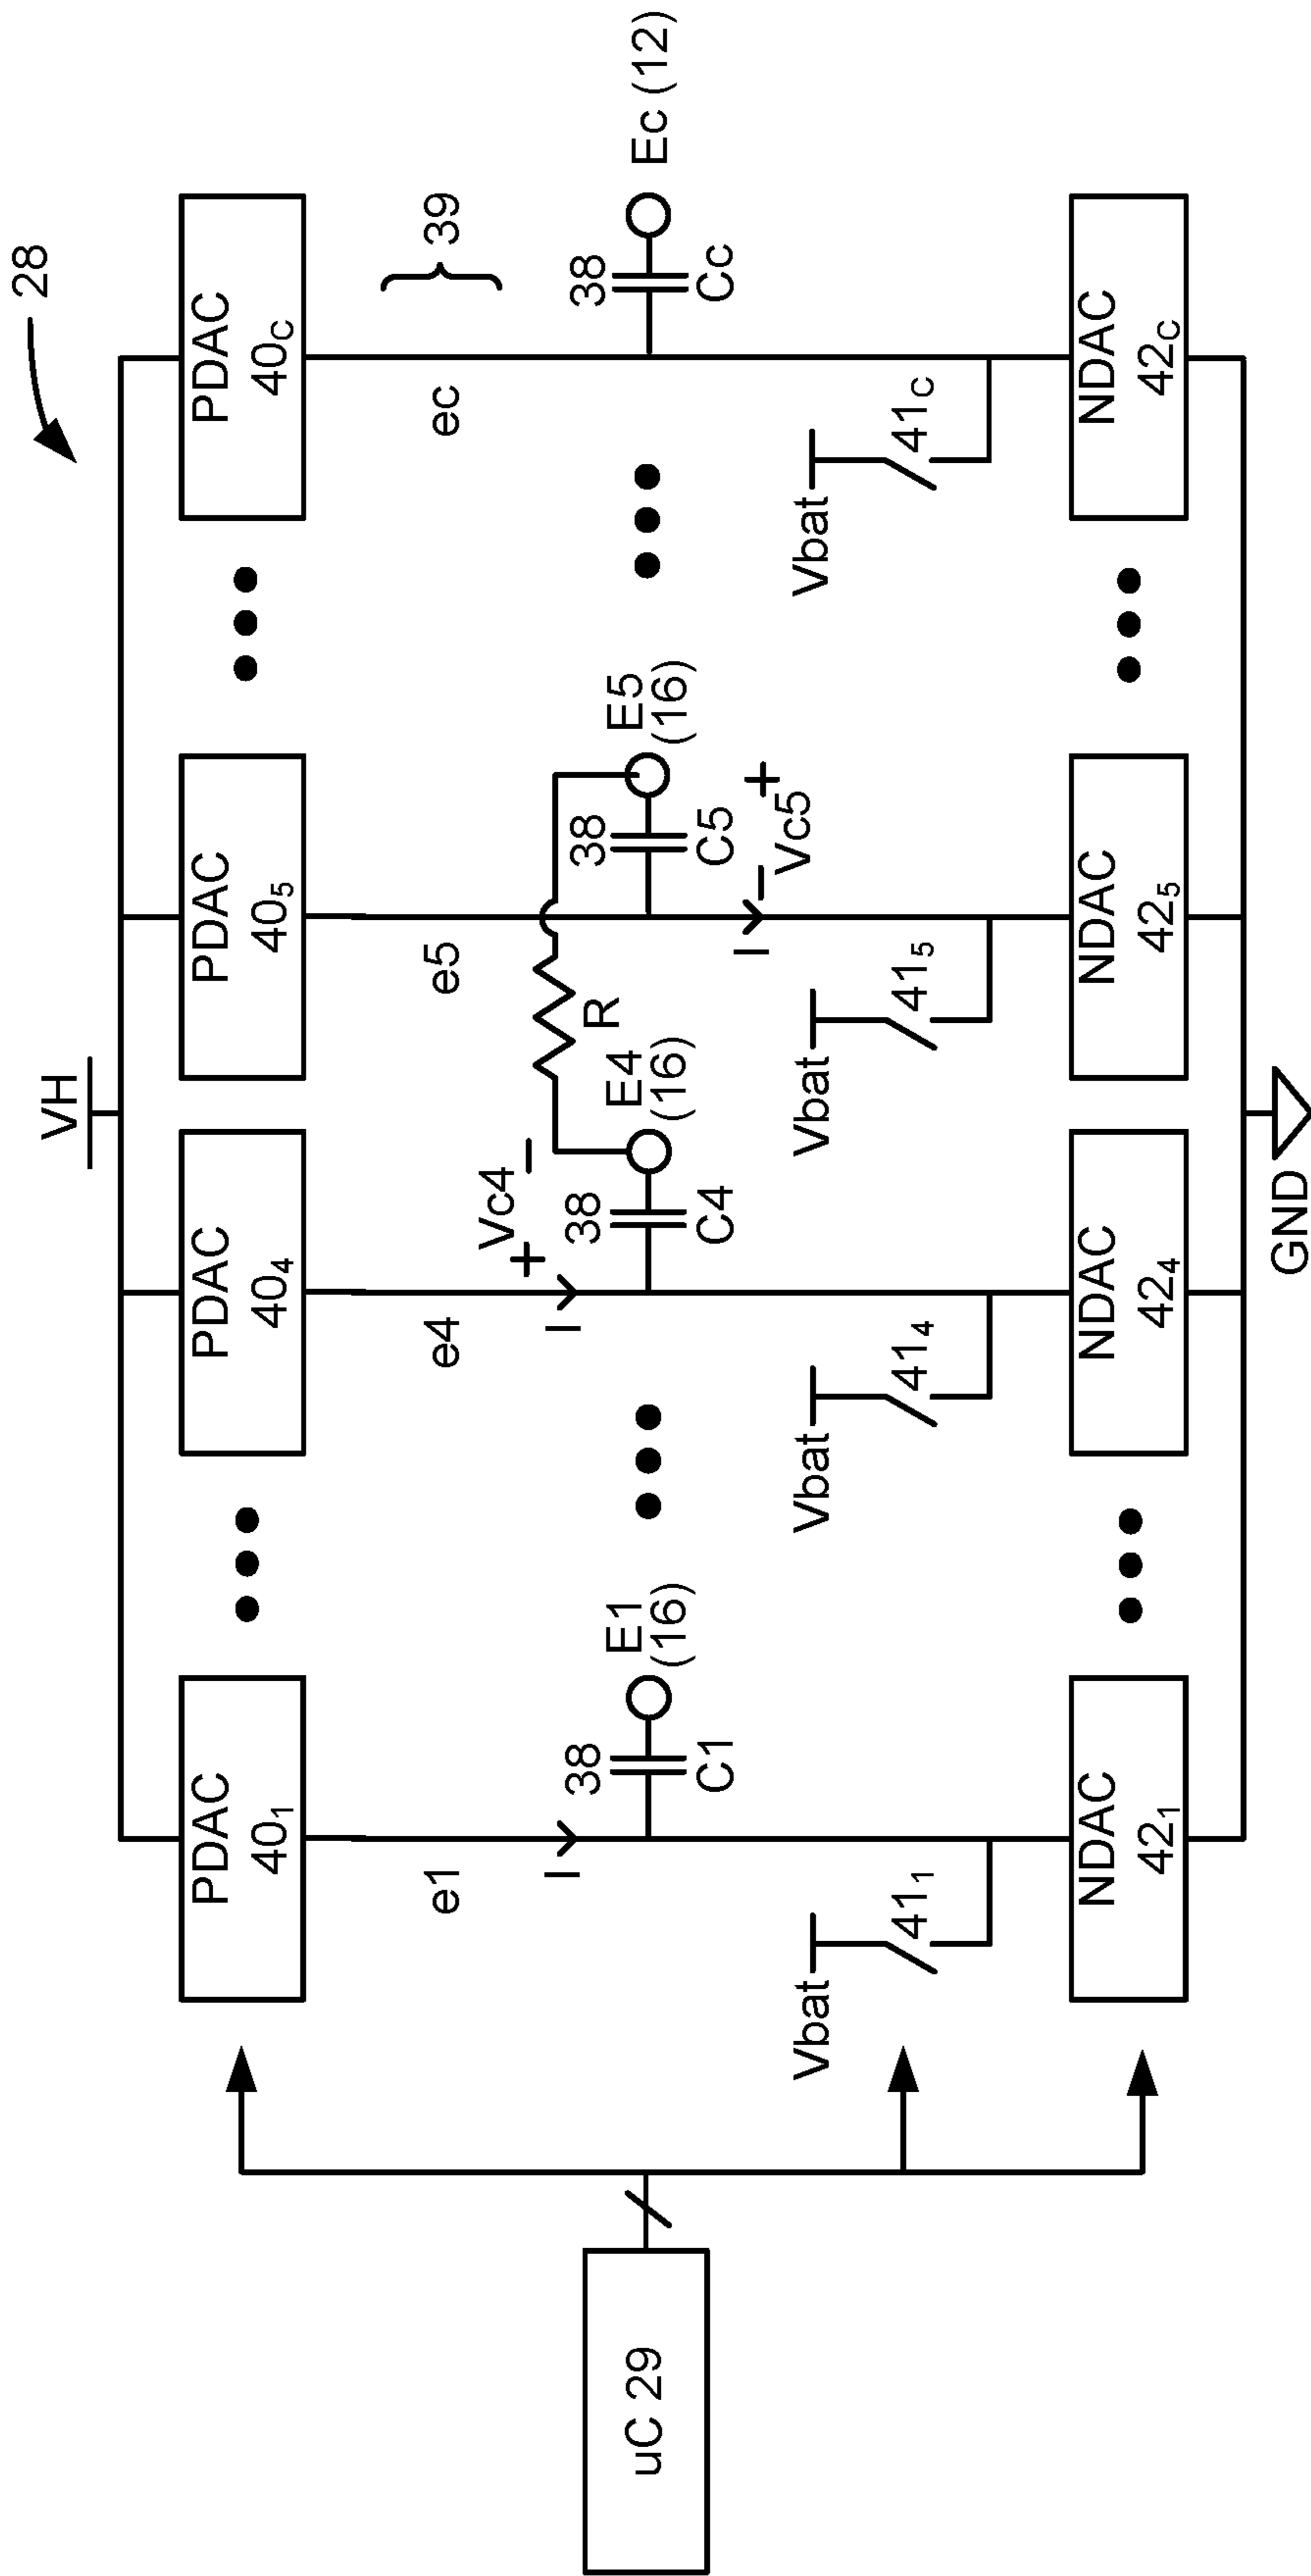 28
VH
PDAC
40₁
PDAC
40₄
PDAC
40₅
PDAC
40C
e1
e4
e5
ec
39
I
I
Vc4
+
−
R
38
C1
E1
(16)
38
C4
E4
(16)
38
C5
E5
(16)
38
Cc
Ec (12)
I
−
Vc5
+
uC 29
Vbat
41₁
Vbat
41₄
Vbat
41₅
Vbat
41C
NDAC
42₁
NDAC
42₄
NDAC
42₅
NDAC
42C
GND